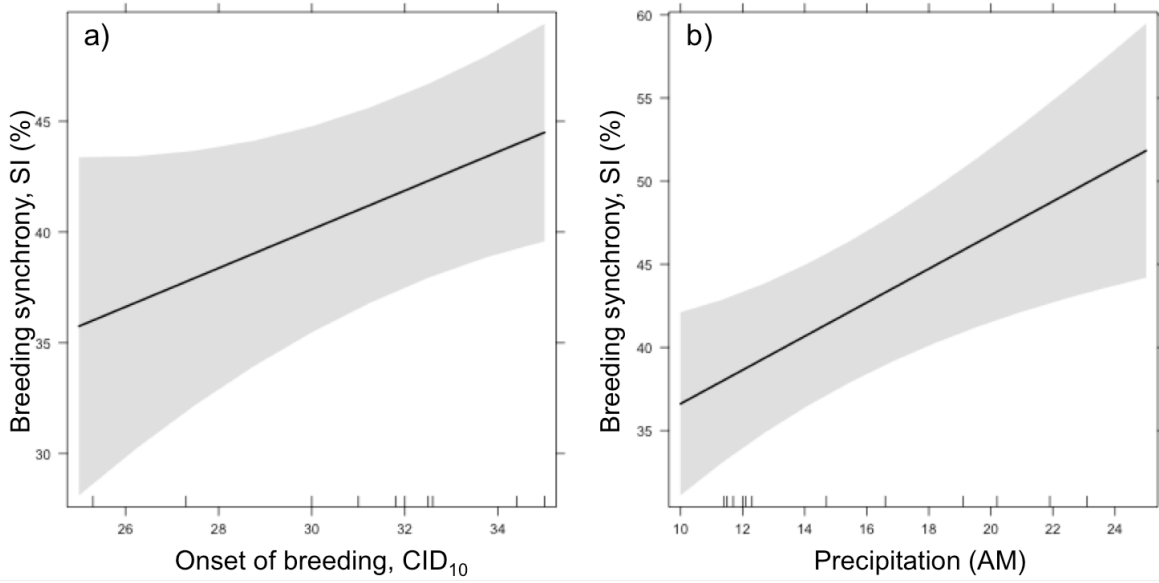 a)
Breeding synchrony, SI (%)
45
40
35
30
26 28 30 32 34
Onset of breeding, CID10
b)
Breeding synchrony, SI (%)
60
55
50
45
40
35
10 12 14 16 18 20 22 24
Precipitation (AM)